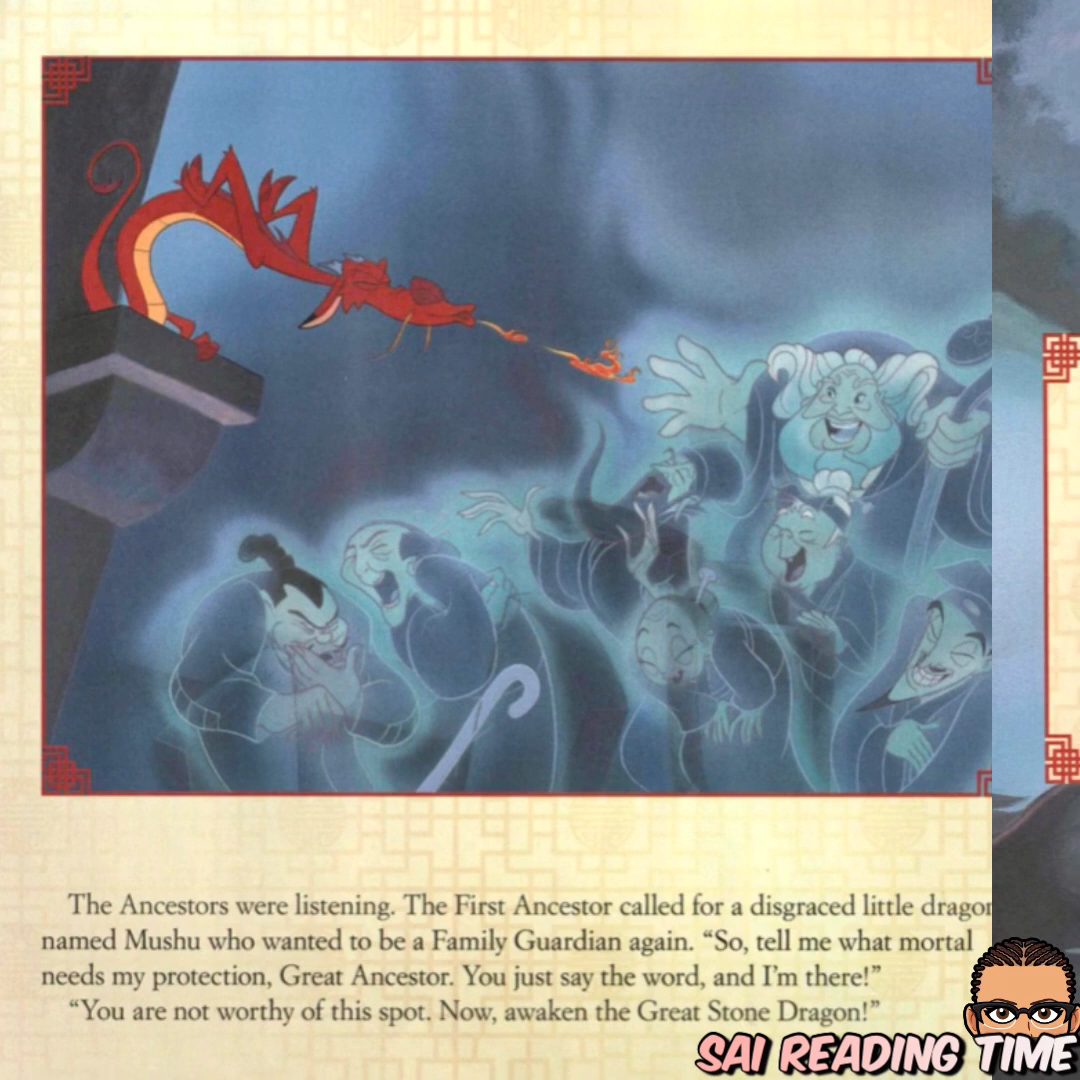 The Ancestors were listening. The First Ancestor called for a disgraced little dragon
named Mushu who wanted to be a Family Guardian again. “So, tell me what mortal
needs my protection, Great Ancestor. You just say the word, and I’m there!”
“You are not worthy of this spot. Now, awaken the Great Stone Dragon!”
SAI READING TIME